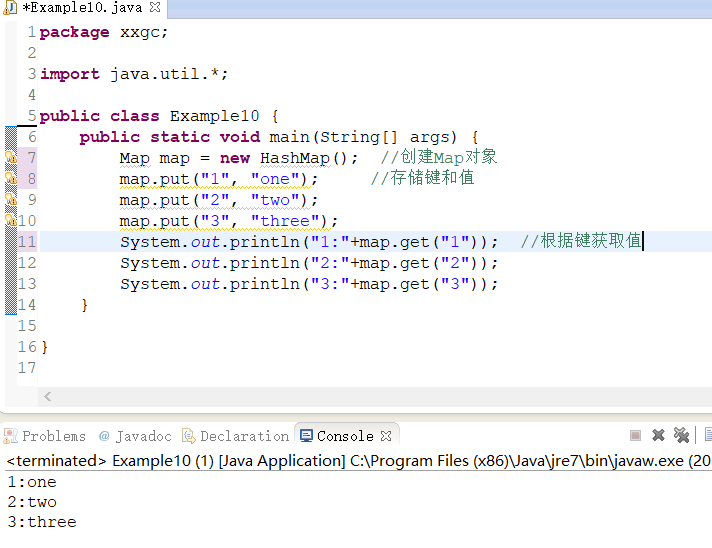 *Example10.java
1 package xxgc;
2
3 import java.util.*;
4
5 public class Example10 {
6     public static void main(String[] args) {
7         Map map = new HashMap();  //创建Map对象
8         map.put("1", "one");     //存储键和值
9         map.put("2", "two");
10         map.put("3", "three");
11         System.out.println("1:"+map.get("1"));  //根据键获取值
12         System.out.println("2:"+map.get("2"));
13         System.out.println("3:"+map.get("3"));
14     }
15
16 }
17
Problems @ Javadoc Declaration Console
<terminated> Example10 (1) [Java Application] C:\Program Files (x86)\Java\jre7\bin\javaw.exe (20
1:one
2:two
3:three